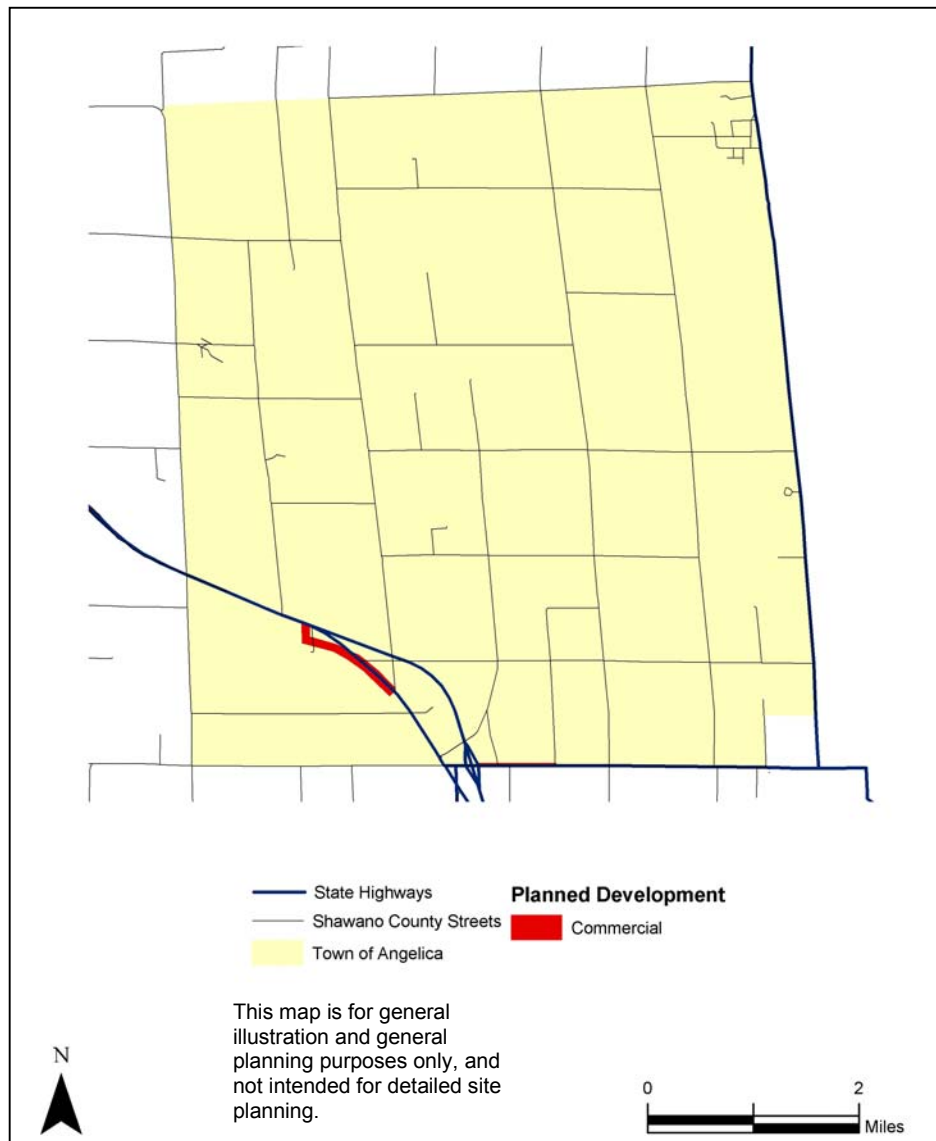 State Highways
Shawano County Streets
Town of Angelica
Planned Development
Commercial
This map is for general
illustration and general
planning purposes only, and
not intended for detailed site
planning.
N
0 2
Miles